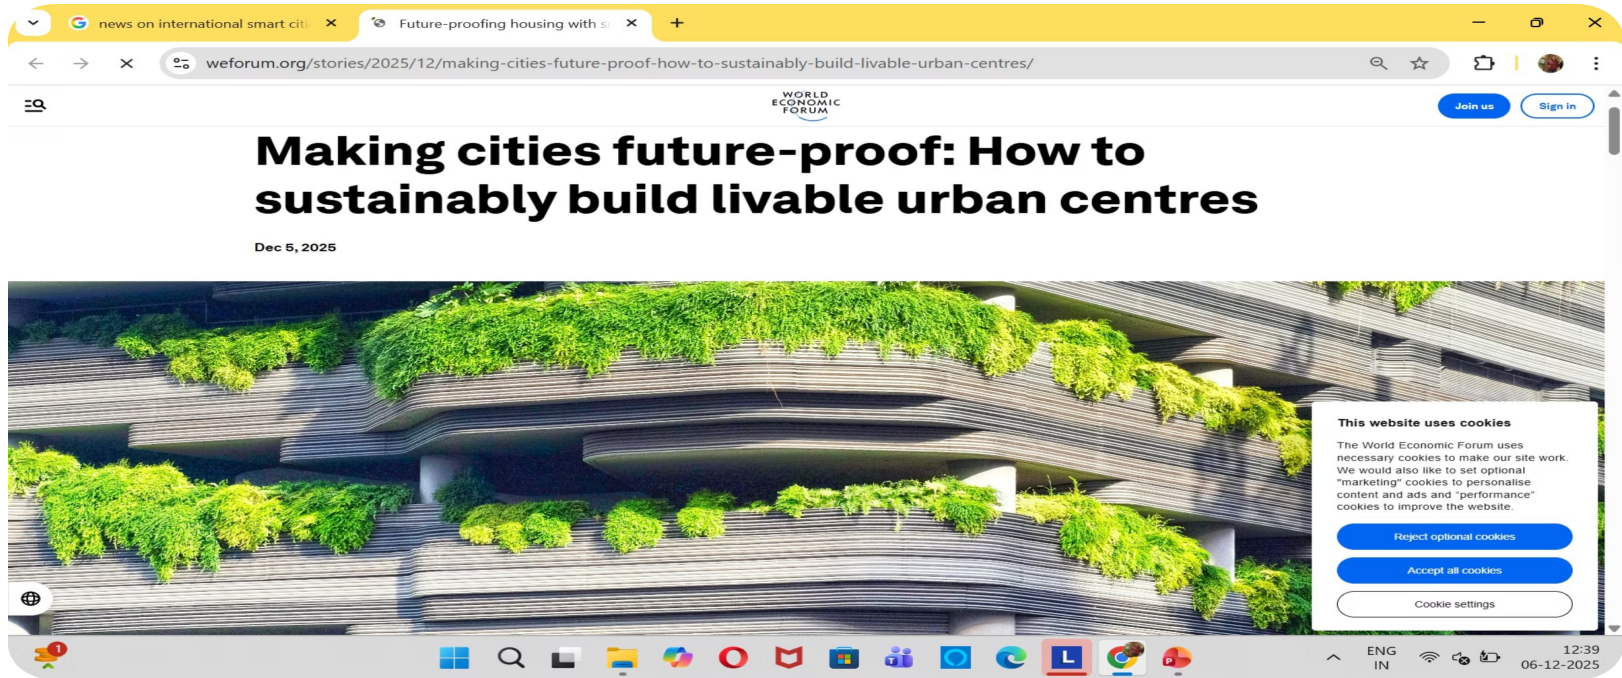 news on international smart citi
Future-proofing housing with s
weforum.org/stories/2025/12/making-cities-future-proof-how-to-sustainably-build-livable-urban-centres/
WORLD
ECONOMIC
FORUM
Join us
Sign in
Making cities future-proof: How to
sustainably build livable urban centres
Dec 5, 2025
This website uses cookies
The World Economic Forum uses
necessary cookies to make our site work.
We would also like to set optional
"marketing" cookies to personalise
content and ads and "performance"
cookies to improve the website.
Reject optional cookies
Accept all cookies
Cookie settings
1
L
P
ENG
IN
12:39
06-12-2025